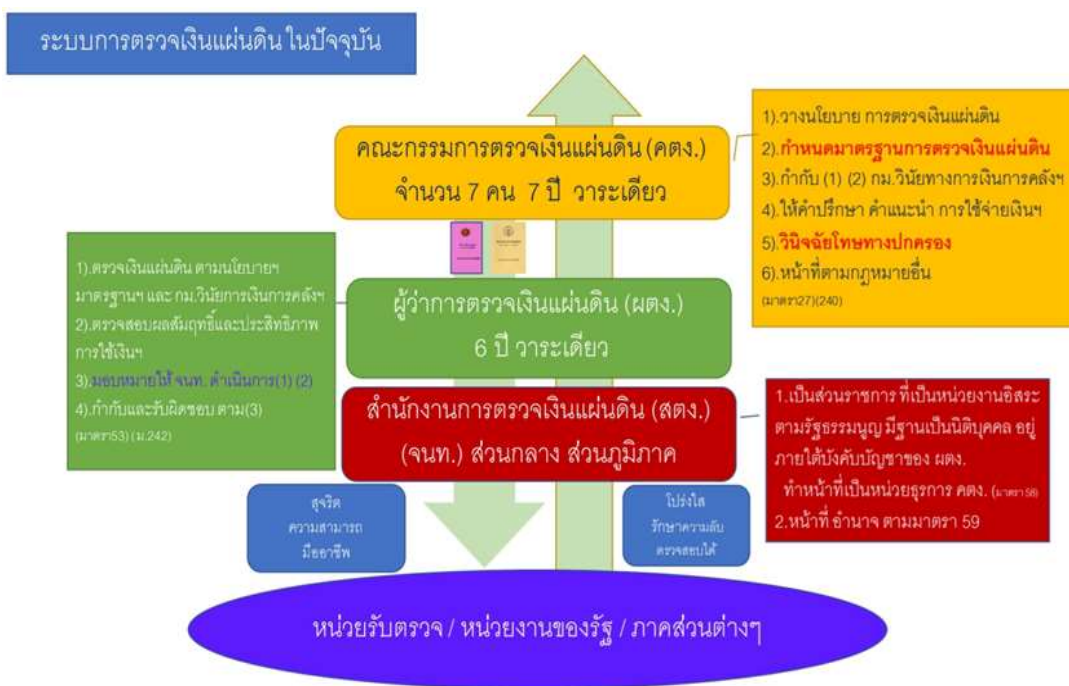 ระบบการตรวจเงินแผ่นดิน ในปัจจุบัน
คณะกรรมการตรวจเงินแผ่นดิน (คตง.)
จำนวน 7 คน 7 ปี วาระเดียว
1).วางนโยบาย การตรวจเงินแผ่นดิน
2).กำหนดมาตรฐานการตรวจเงินแผ่นดิน
3).กำกับ (1) (2) กม.วินัยทางการเงินการคลังฯ
4).ให้คำปรึกษา คำแนะนำ การใช้จ่ายเงินฯ
5).วินิจฉัยโทษทางปกครอง
6).หน้าที่ตามกฎหมายอื่น
(มาตรา27)(240)
1).ตรวจเงินแผ่นดิน ตามนโยบายฯ
มาตรฐานฯ และ กม.วินัยการเงินการคลังฯ
2).ตรวจสอบผลสัมฤทธิ์และประสิทธิภาพ
การใช้เงินฯ
3).มอบหมายให้ จนท. ดำเนินการ(1) (2)
4).กำกับและรับผิดชอบ ตาม(3)
(มาตรา53) (ม.242)
ผู้ว่าการตรวจเงินแผ่นดิน (ผตง.)
6 ปี วาระเดียว
สำนักงานการตรวจเงินแผ่นดิน (สตง.)
(จนท.) ส่วนกลาง ส่วนภูมิภาค
1.เป็นส่วนราชการ ที่เป็นหน่วยงานอิสระ
ตามรัฐธรรมนูญ มีฐานเป็นนิติบุคคล อยู่
ภายใต้บังคับบัญชาของ ผตง.
ทำหน้าที่เป็นหน่วยธุรการ คตง. (มาตรา 58)
2.หน้าที่ อำนาจ ตามมาตรา 59
สุจริต
ความสามารถ
มืออาชีพ
โปร่งใส
รักษาความลับ
ตรวจสอบได้
หน่วยรับตรวจ / หน่วยงานของรัฐ / ภาคส่วนต่างๆ